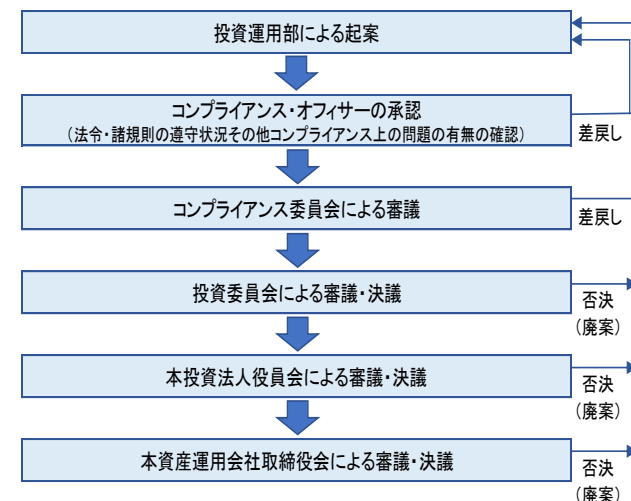 投資運用部による起案
コンプライアンス・オフィサーの承認
（法令・諸規則の遵守状況その他コンプライアンス上の問題の有無の確認）
差戻し
コンプライアンス委員会による審議
差戻し
投資委員会による審議・決議
否決
（廃案）
本投資法人役員会による審議・決議
否決
（廃案）
本資産運用会社取締役会による審議・決議
否決
（廃案）